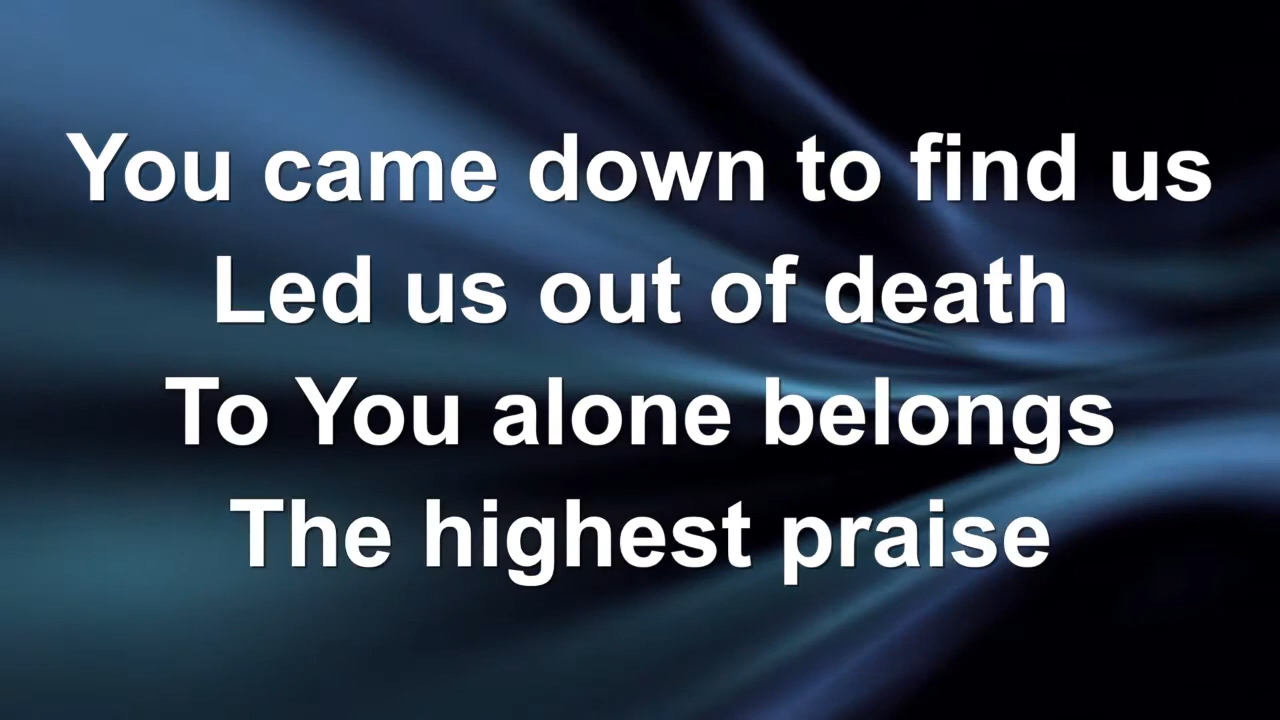 You came down to find us
Led us out of death
To You alone belongs
The highest praise